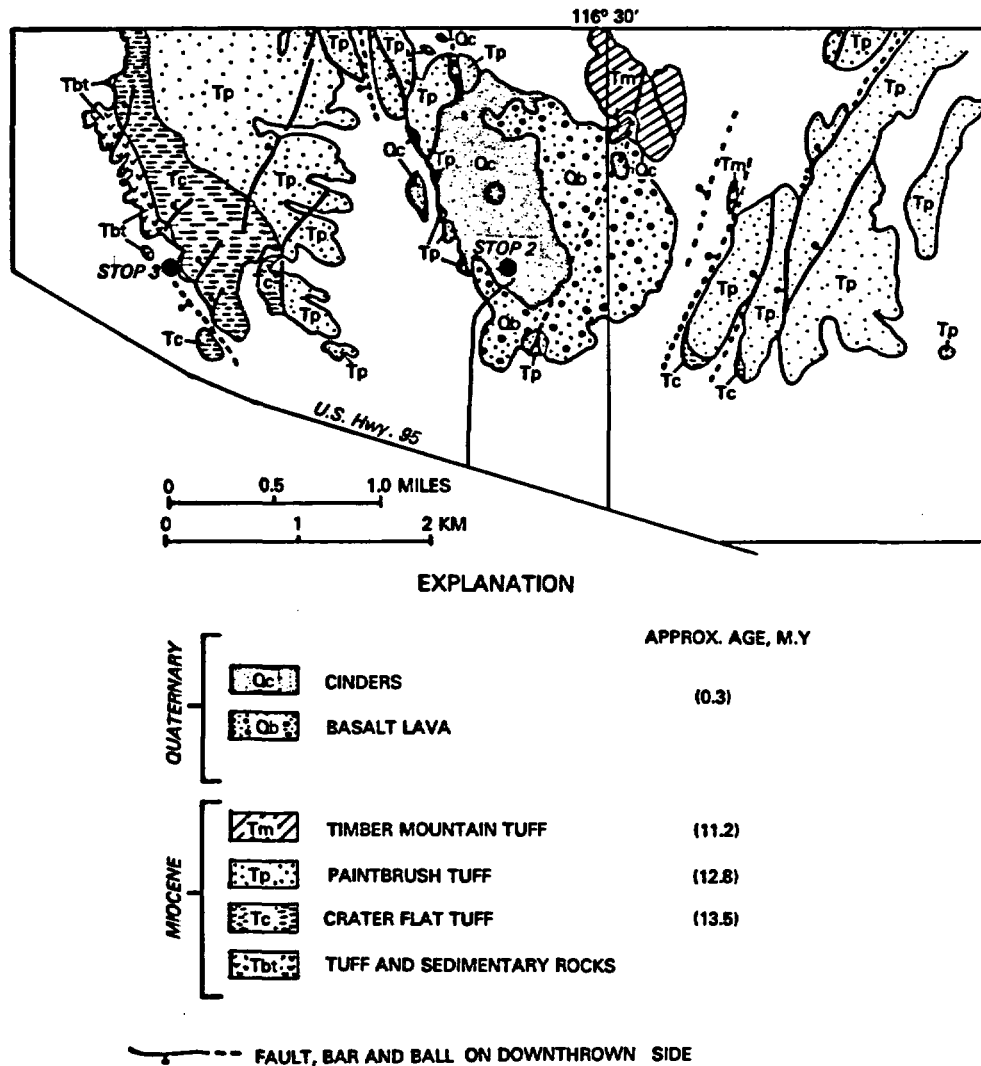 116° 30'
Tp
Tp
Qc
Tp
Tp
Tbt
Tp
Tp
Tm
Qc
Qc
Qb
Qc
Tm
Tp
Tc
Tp
Tp
Tbt
Tp
STOP 3
Tp
STOP 2
Tp
Tp
Tp
Tc
Tp
Qb
Tp
Tc
Tp
Tp
Tc
Tc
U.S. Hwy. 95
0 0.5 1.0 MILES
0 1 2 KM
EXPLANATION
APPROX. AGE, M.Y
QUATERNARY
Qc CINDERS
(0.3)
Qb BASALT LAVA
MIOCENE
Tm TIMBER MOUNTAIN TUFF (11.2)
Tp PAINTBRUSH TUFF (12.8)
Tc CRATER FLAT TUFF (13.5)
Tbt TUFF AND SEDIMENTARY ROCKS
FAULT, BAR AND BALL ON DOWNTHROWN SIDE